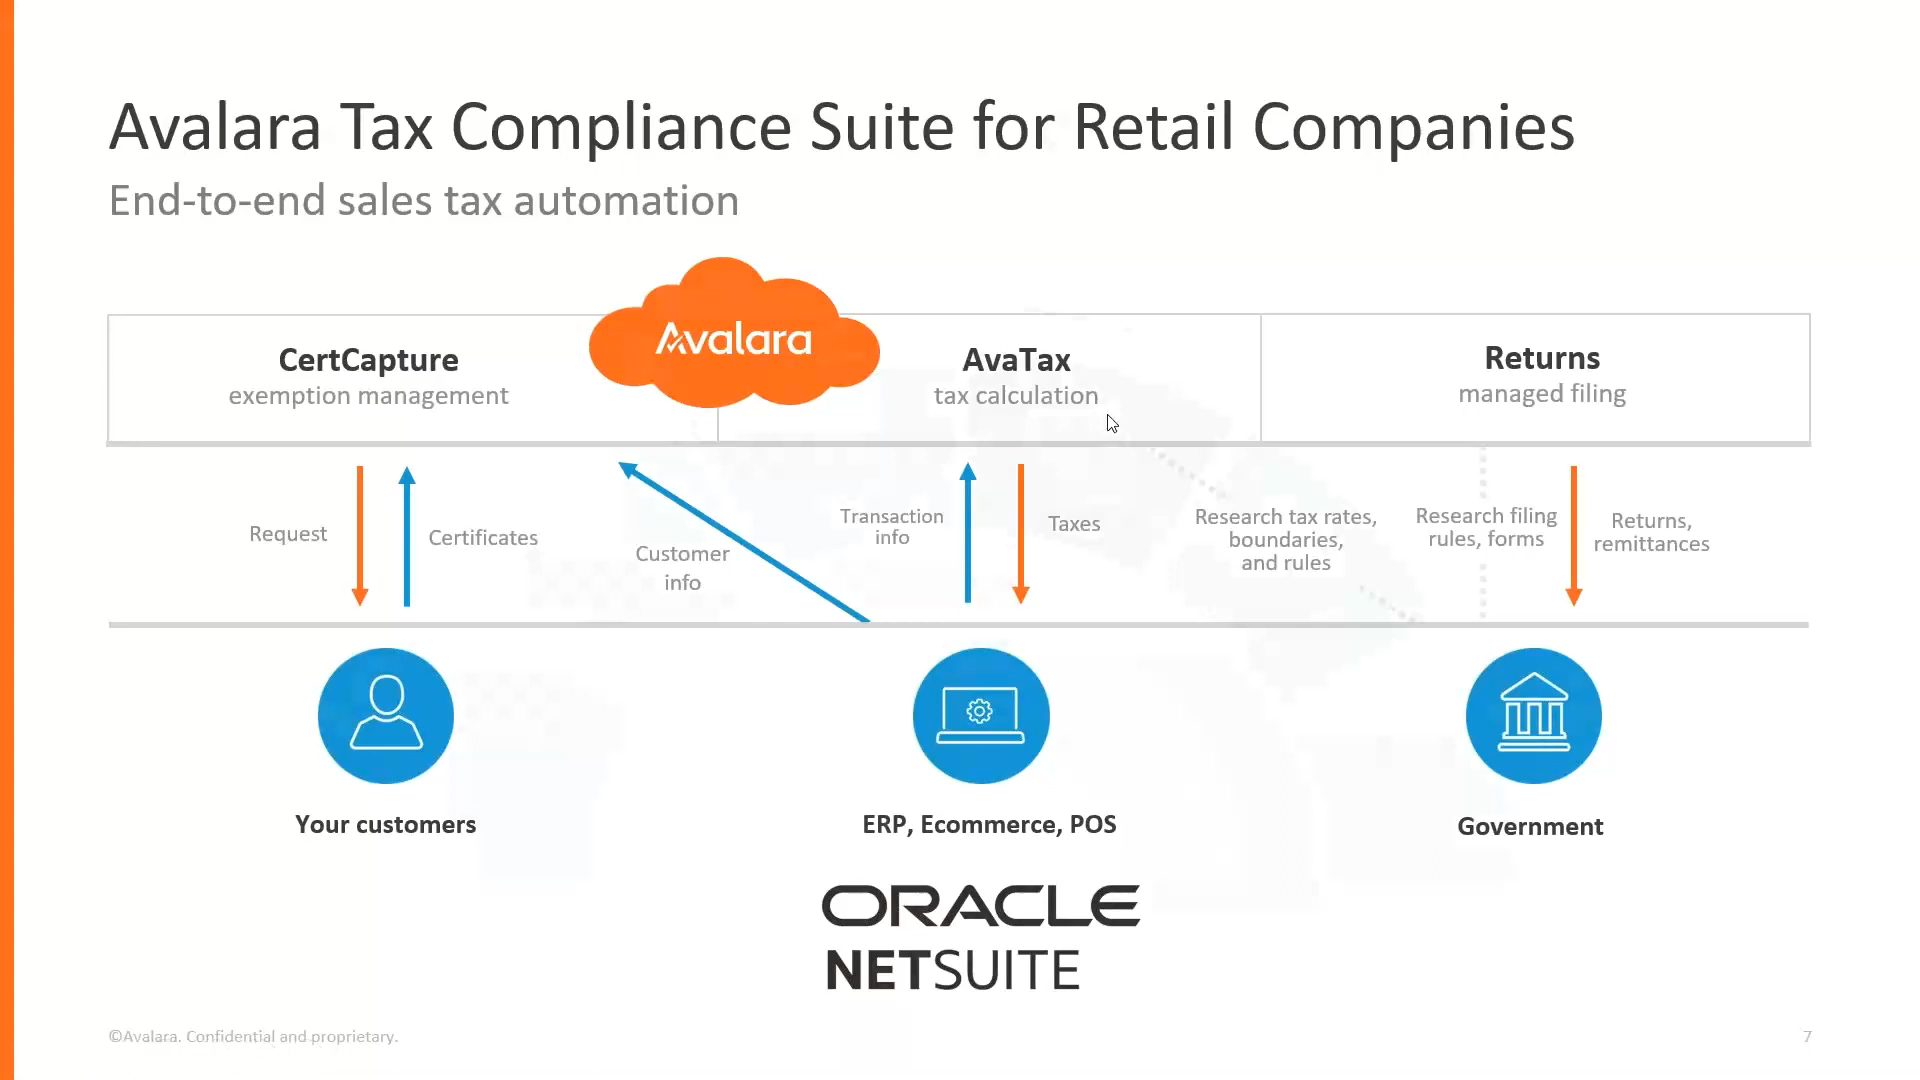 Avalara Tax Compliance Suite for Retail Companies
End-to-end sales tax automation
Avalara
CertCapture
exemption management
AvaTax
tax calculation
Returns
managed filing
Request
Certificates
Customer
info
Transaction
info
Taxes
Research tax rates,
boundaries,
and rules
Research filing
rules, forms
Returns,
remittances
Your customers
ERP, Ecommerce, POS
Government
ORACLE
NETSUITE
©Avalara. Confidential and proprietary.
7